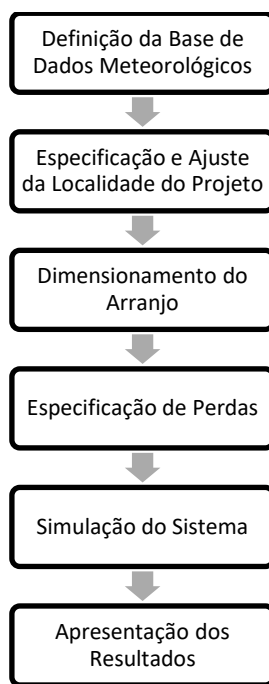 Definição da Base de
Dados Meteorológicos
Especificação e Ajuste
da Localidade do Projeto
Dimensionamento do
Arranjo
Especificação de Perdas
Simulação do Sistema
Apresentação dos
Resultados